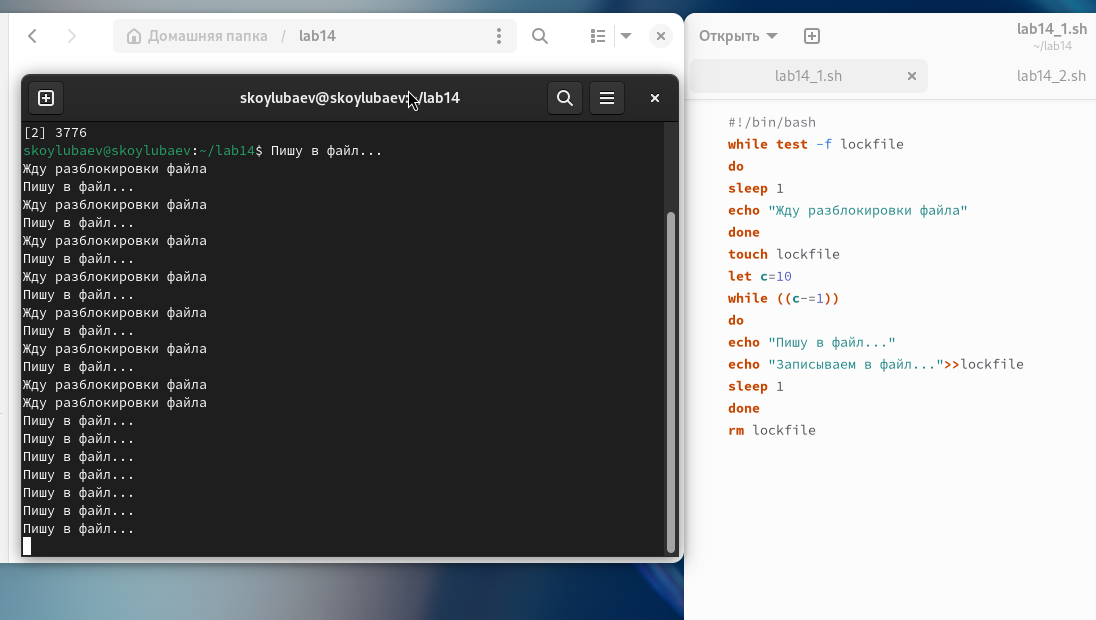 Домашняя папка / lab14
skoylubaev@skoylubaev:~/lab14
[2] 3776
skoylubaev@skoylubaev:~/lab14$ Пишу в файл...
Жду разблокировки файла
Пишу в файл...
Жду разблокировки файла
Пишу в файл...
Жду разблокировки файла
Пишу в файл...
Жду разблокировки файла
Пишу в файл...
Жду разблокировки файла
Пишу в файл...
Жду разблокировки файла
Пишу в файл...
Жду разблокировки файла
Жду разблокировки файла
Пишу в файл...
Пишу в файл...
Пишу в файл...
Пишу в файл...
Пишу в файл...
Пишу в файл...
Пишу в файл...
Открыть
lab14_1.sh
~/lab14
lab14_1.sh
lab14_2.sh
#!/bin/bash
while test -f lockfile
do
sleep 1
echo "Жду разблокировки файла"
done
touch lockfile
let c=10
while ((c-=1))
do
echo "Пишу в файл..."
echo "Записываем в файл...">>lockfile
sleep 1
done
rm lockfile